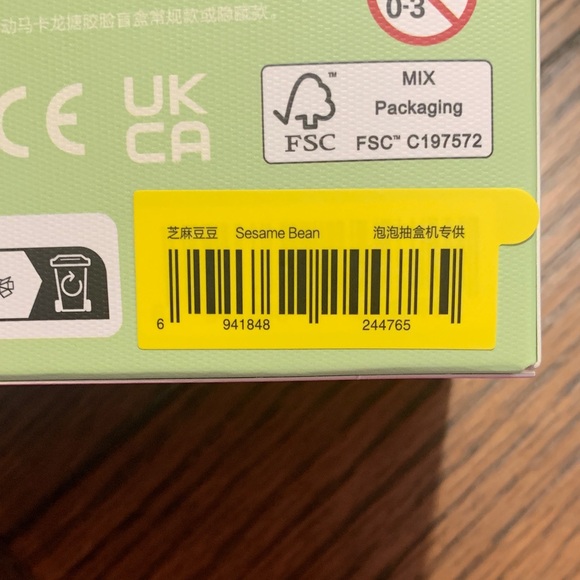 动马卡龙搪胶脸盲盒常规款或隐藏款。
0-3
CE
UK
CA
FSC™
MIX
Packaging
FSC™ C197572
芝麻豆豆 Sesame Bean 泡泡抽盒机专供
6 941848 244765